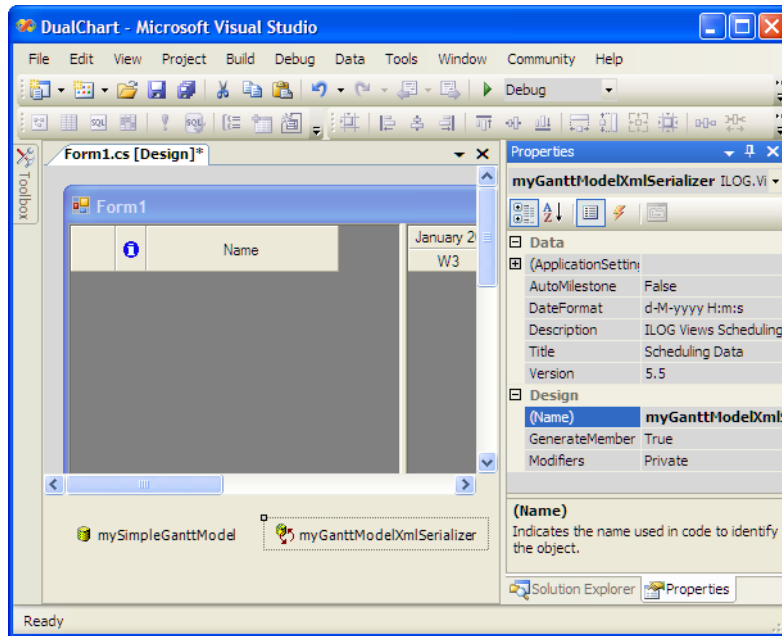 DualChart - Microsoft Visual Studio
File Edit View Project Build Debug Data Tools Window Community Help
Debug
Form1.cs [Design]*
Toolbox
Form1
Name
January 2
W3
mySimpleGanttModel
myGanttModelXmlSerializer
Properties
myGanttModelXmlSerializer ILOG.Vi
Data
(ApplicationSettin
AutoMilestone False
DateFormat d-M-yyyy H:m:s
Description ILOG Views Scheduling
Title Scheduling Data
Version 5.5
Design
(Name) myGanttModelXmlS
GenerateMember True
Modifiers Private
(Name)
Indicates the name used in code to identify
the object.
Solution Explorer Properties
Ready